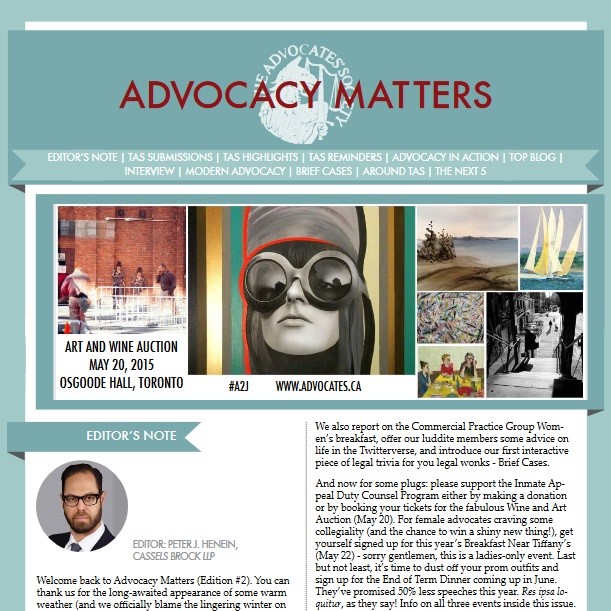 THE ADVOCATES' SOCIETY
ADVOCACY MATTERS
EDITOR'S NOTE | TAS SUBMISSIONS | TAS HIGHLIGHTS | TAS REMINDERS | ADVOCACY IN ACTION | TOP BLOG |
INTERVIEW | MODERN ADVOCACY | BRIEF CASES | AROUND TAS | THE NEXT 5
ART AND WINE AUCTION
MAY 20, 2015
OSGOODE HALL, TORONTO
#A2J WWW.ADVOCATES.CA
EDITOR'S NOTE
EDITOR: PETER J. HENEIN,
CASSELS BROCK LLP
Welcome back to Advocacy Matters (Edition #2). You can
thank us for the long-awaited appearance of some warm
weather (and we officially blame the lingering winter on
We also report on the Commercial Practice Group Wom-
en's breakfast, offer our luddite members some advice on
life in the Twitterverse, and introduce our first interactive
piece of legal trivia for you legal wonks - Brief Cases.
And now for some plugs: please support the Inmate Ap-
peal Duty Counsel Program either by making a donation
or by booking your tickets for the fabulous Wine and Art
Auction (May 20). For female advocates craving some
collegiality (and the chance to win a shiny new thing!), get
yourself signed up for this year's Breakfast Near Tiffany's
(May 22) - sorry gentlemen, this is a ladies-only event. Last
but not least, it's time to dust off your prom outfits and
sign up for the End of Term Dinner coming up in June.
They've promised 50% less speeches this year. Res ipsa lo-
quitur, as they say! Info on all three events inside this issue.